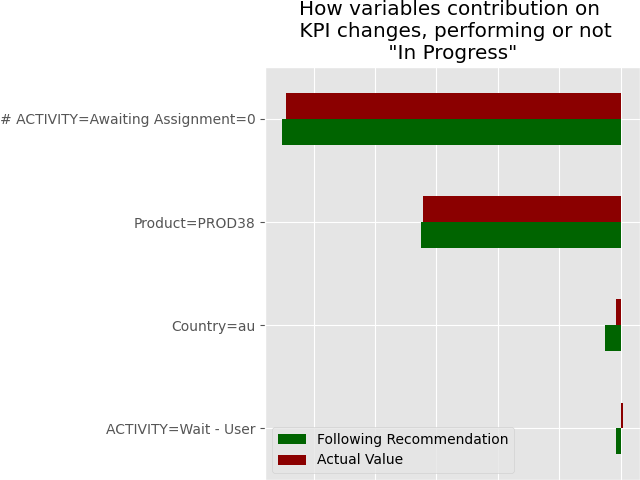 How variables contribution on
KPI changes, performing or not
"In Progress"
# ACTIVITY=Awaiting Assignment=0
Product=PROD38
Country=au
ACTIVITY=Wait - User
Following Recommendation
Actual Value